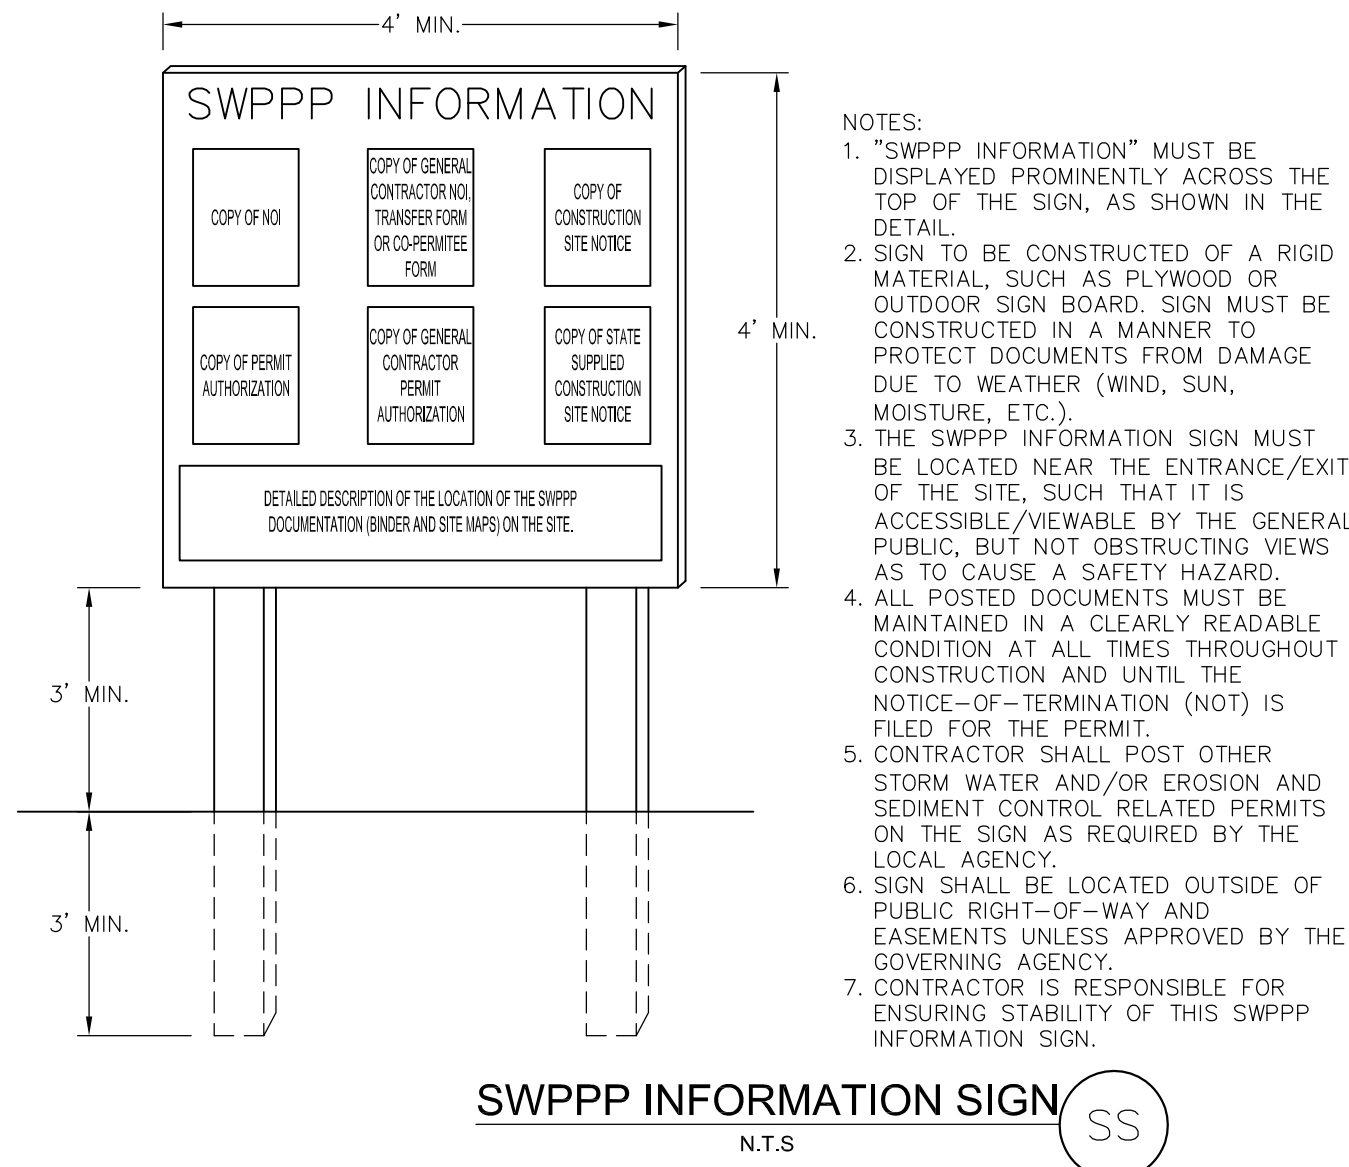 4' MIN.
SWPPP INFORMATION
COPY OF NOI
COPY OF GENERAL
CONTRACTOR NOI,
TRANSFER FORM
OR CO-PERMITEE
FORM
COPY OF
CONSTRUCTION
SITE NOTICE
COPY OF PERMIT
AUTHORIZATION
COPY OF GENERAL
CONTRACTOR
PERMIT
AUTHORIZATION
COPY OF STATE
SUPPLIED
CONSTRUCTION
SITE NOTICE
DETAILED DESCRIPTION OF THE LOCATION OF THE SWPPP
DOCUMENTATION (BINDER AND SITE MAPS) ON THE SITE.
4' MIN.
3' MIN.
3' MIN.
NOTES:
1. "SWPPP INFORMATION" MUST BE
DISPLAYED PROMINENTLY ACROSS THE
TOP OF THE SIGN, AS SHOWN IN THE
DETAIL.
2. SIGN TO BE CONSTRUCTED OF A RIGID
MATERIAL, SUCH AS PLYWOOD OR
OUTDOOR SIGN BOARD. SIGN MUST BE
CONSTRUCTED IN A MANNER TO
PROTECT DOCUMENTS FROM DAMAGE
DUE TO WEATHER (WIND, SUN,
MOISTURE, ETC.).
3. THE SWPPP INFORMATION SIGN MUST
BE LOCATED NEAR THE ENTRANCE/EXIT
OF THE SITE, SUCH THAT IT IS
ACCESSIBLE/VIEWABLE BY THE GENERAL
PUBLIC, BUT NOT OBSTRUCTING VIEWS
AS TO CAUSE A SAFETY HAZARD.
4. ALL POSTED DOCUMENTS MUST BE
MAINTAINED IN A CLEARLY READABLE
CONDITION AT ALL TIMES THROUGHOUT
CONSTRUCTION AND UNTIL THE
NOTICE-OF-TERMINATION (NOT) IS
FILED FOR THE PERMIT.
5. CONTRACTOR SHALL POST OTHER
STORM WATER AND/OR EROSION AND
SEDIMENT CONTROL RELATED PERMITS
ON THE SIGN AS REQUIRED BY THE
LOCAL AGENCY.
6. SIGN SHALL BE LOCATED OUTSIDE OF
PUBLIC RIGHT-OF-WAY AND
EASEMENTS UNLESS APPROVED BY THE
GOVERNING AGENCY.
7. CONTRACTOR IS RESPONSIBLE FOR
ENSURING STABILITY OF THIS SWPPP
INFORMATION SIGN.
SWPPP INFORMATION SIGN
N.T.S
SS